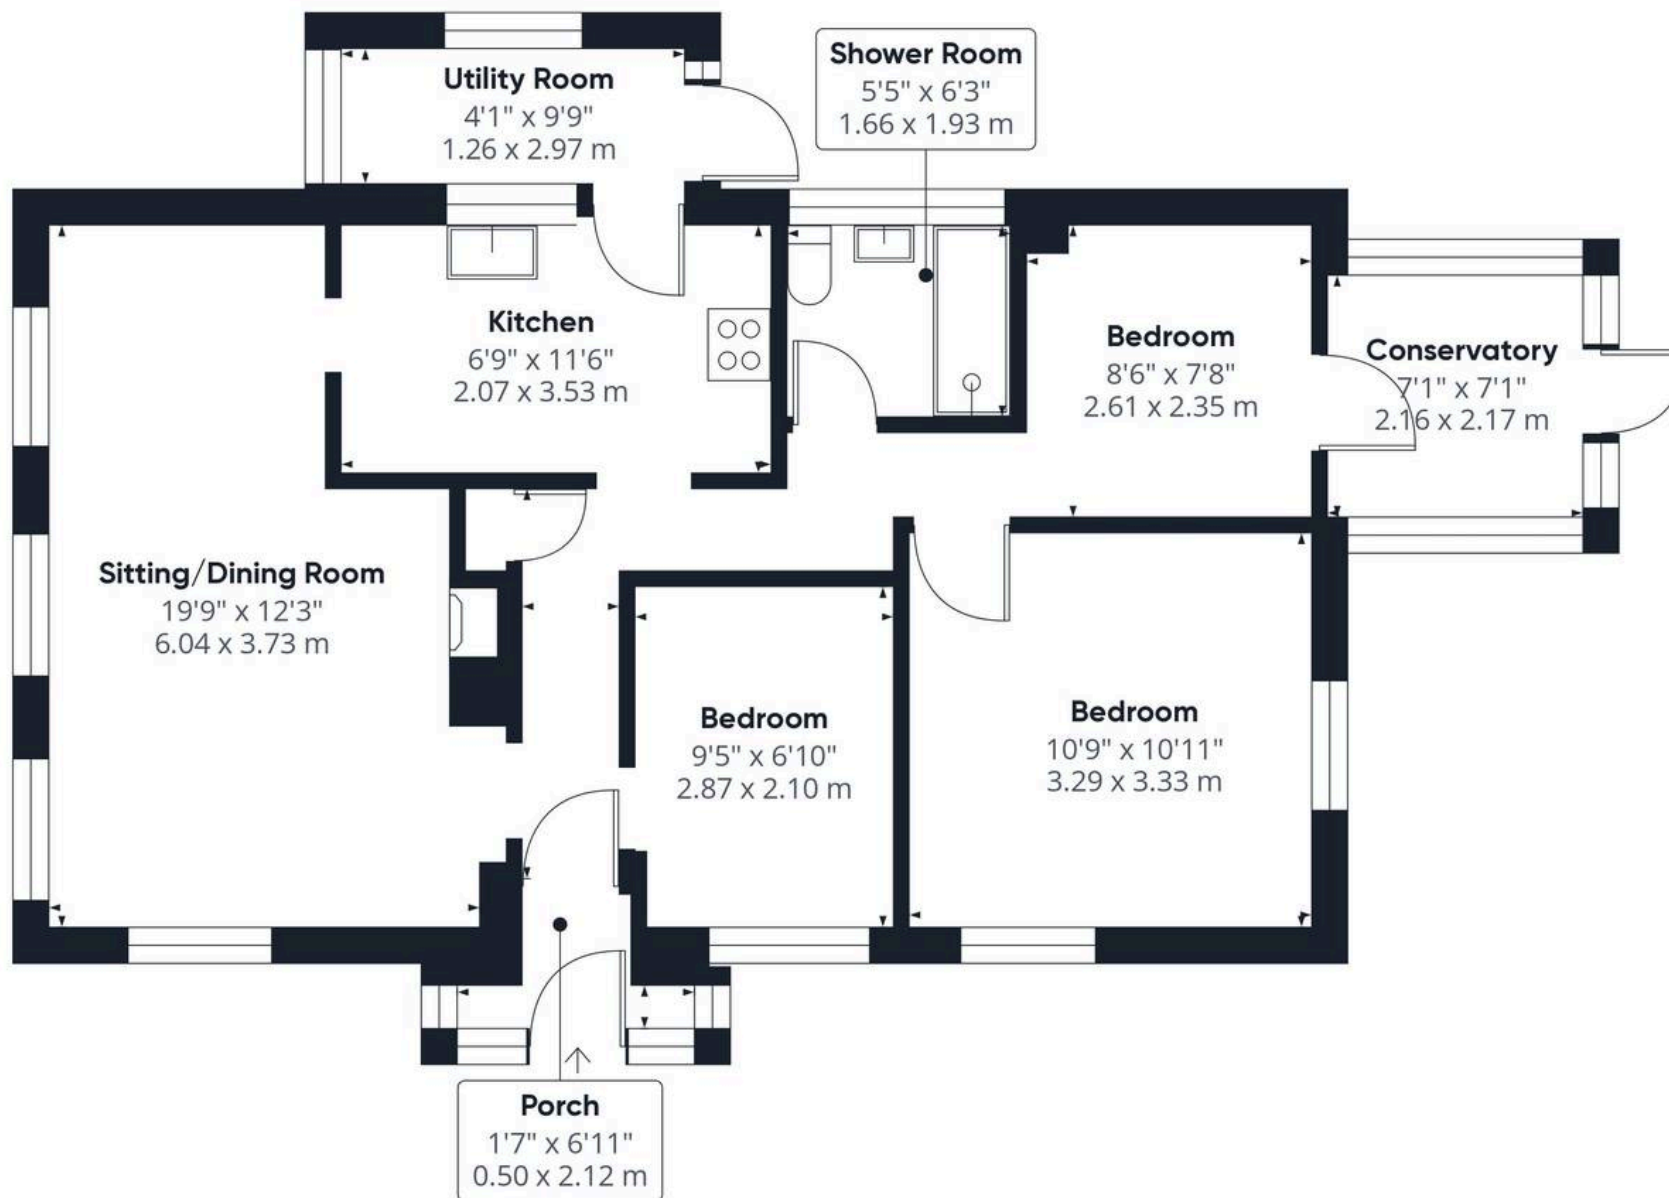 Utility Room
4'1" x 9'9"
1.26 x 2.97 m
Shower Room
5'5" x 6'3"
1.66 x 1.93 m
Kitchen
6'9" x 11'6"
2.07 x 3.53 m
Bedroom
8'6" x 7'8"
2.61 x 2.35 m
Conservatory
7'1" x 7'1"
2.16 x 2.17 m
Sitting/Dining Room
19'9" x 12'3"
6.04 x 3.73 m
Bedroom
9'5" x 6'10"
2.87 x 2.10 m
Bedroom
10'9" x 10'11"
3.29 x 3.33 m
Porch
1'7" x 6'11"
0.50 x 2.12 m